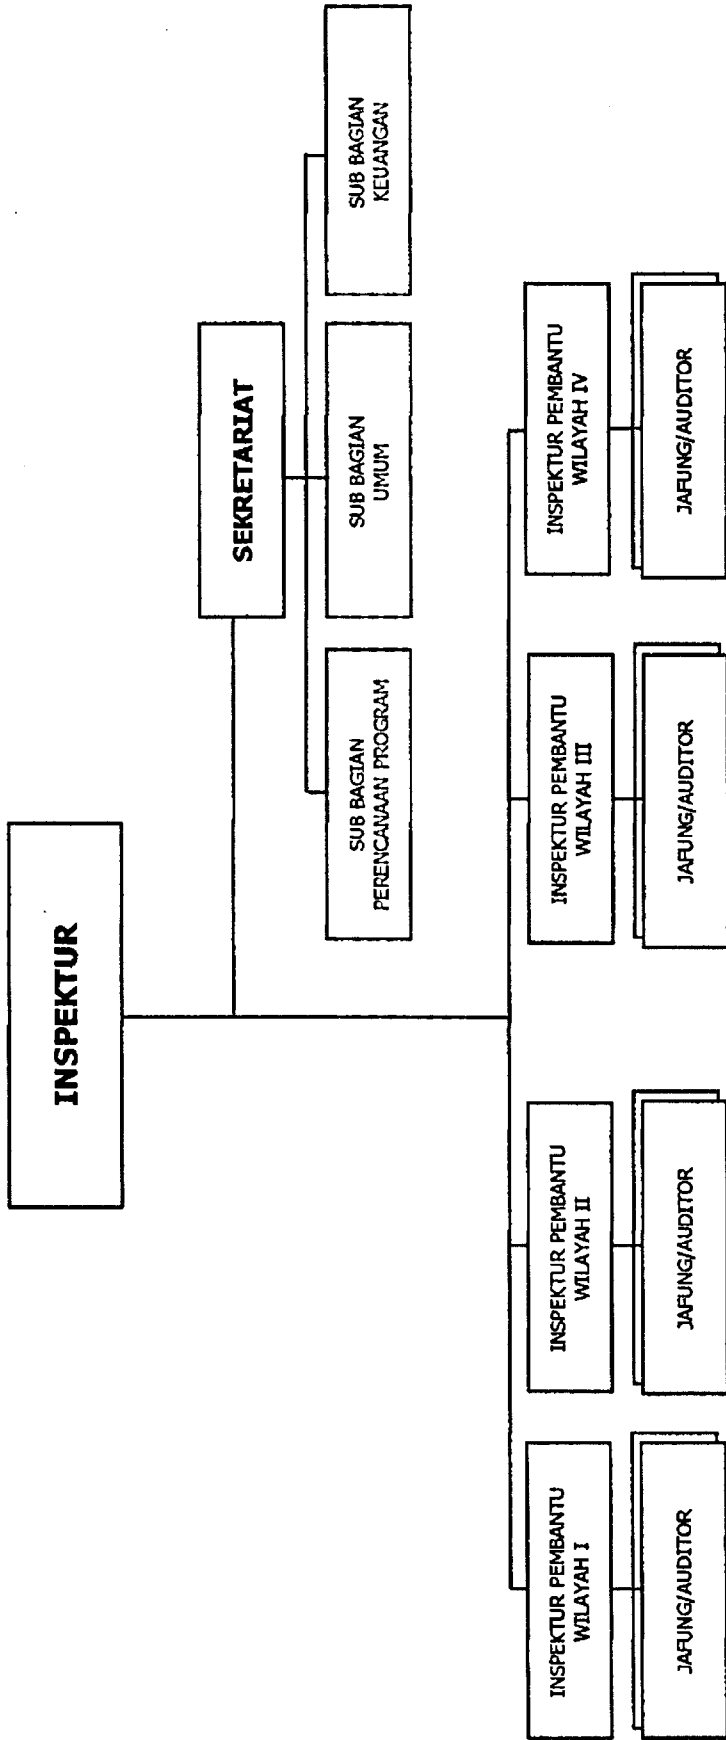 INSPEKTUR
SEKRETARIAT
SUB BAGIAN
PERENCANAAN PROGRAM
SUB BAGIAN
UMUM
SUB BAGIAN
KEUANGAN
INSPEKTUR PEMBANTU
WILAYAH I
INSPEKTUR PEMBANTU
WILAYAH II
INSPEKTUR PEMBANTU
WILAYAH III
INSPEKTUR PEMBANTU
WILAYAH IV
JAFUNG/AUDITOR
JAFUNG/AUDITOR
JAFUNG/AUDITOR
JAFUNG/AUDITOR